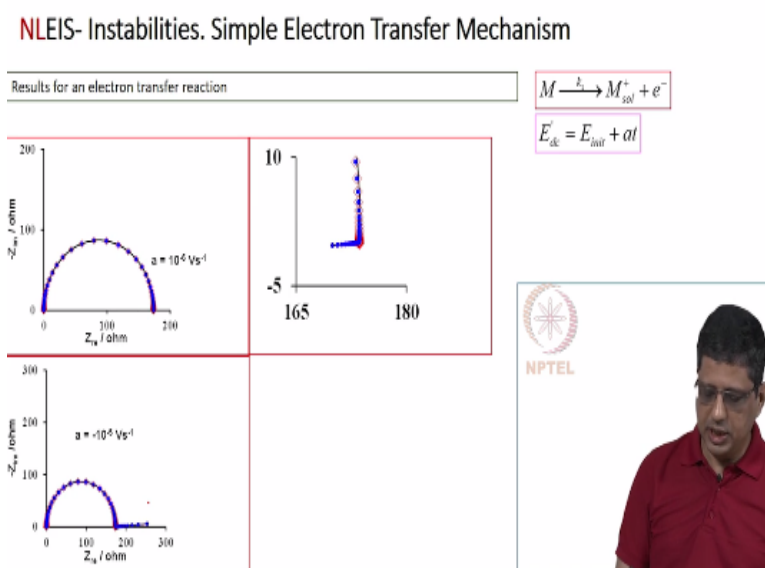 NLEIS- Instabilities. Simple Electron Transfer Mechanism
Results for an electron transfer reaction
M --k₁--> M⁺sol + e⁻
E'dc = Einit + at
200
100
0
-Zim / ohm
a = 10⁻⁶ Vs⁻¹
0 100 200
Zre / ohm
10
-5
165 180
300
200
100
0
-Zim / ohm
a = -10⁻⁶ Vs⁻¹
0 100 200 300
Zre / ohm
NPTEL